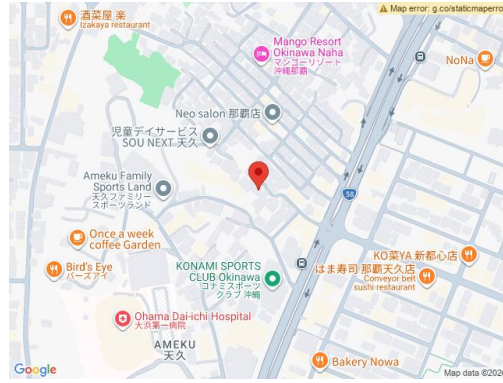 酒菜屋 楽
Izakaya restaurant
Map error: g.co/staticmaperro
Mango Resort
Okinawa Naha
マンゴーリゾート
沖縄那覇
NoNa
Neo salon 那覇店
児童デイサービス
SOU NEXT 天久
Ameku Family
Sports Land
天久ファミリー
スポーツランド
58
Once a week
coffee Garden
Bird's Eye
バーズアイ
KONAMI SPORTS
CLUB Okinawa
コナミスポーツ
クラブ 沖縄
KO菜YA 新都心店
はま寿司 那覇天久店
Conveyor belt
sushi restaurant
Ohama Dai-ichi Hospital
大浜第一病院
AMEKU
天久
Bakery Nowa
Google
Map data ©202